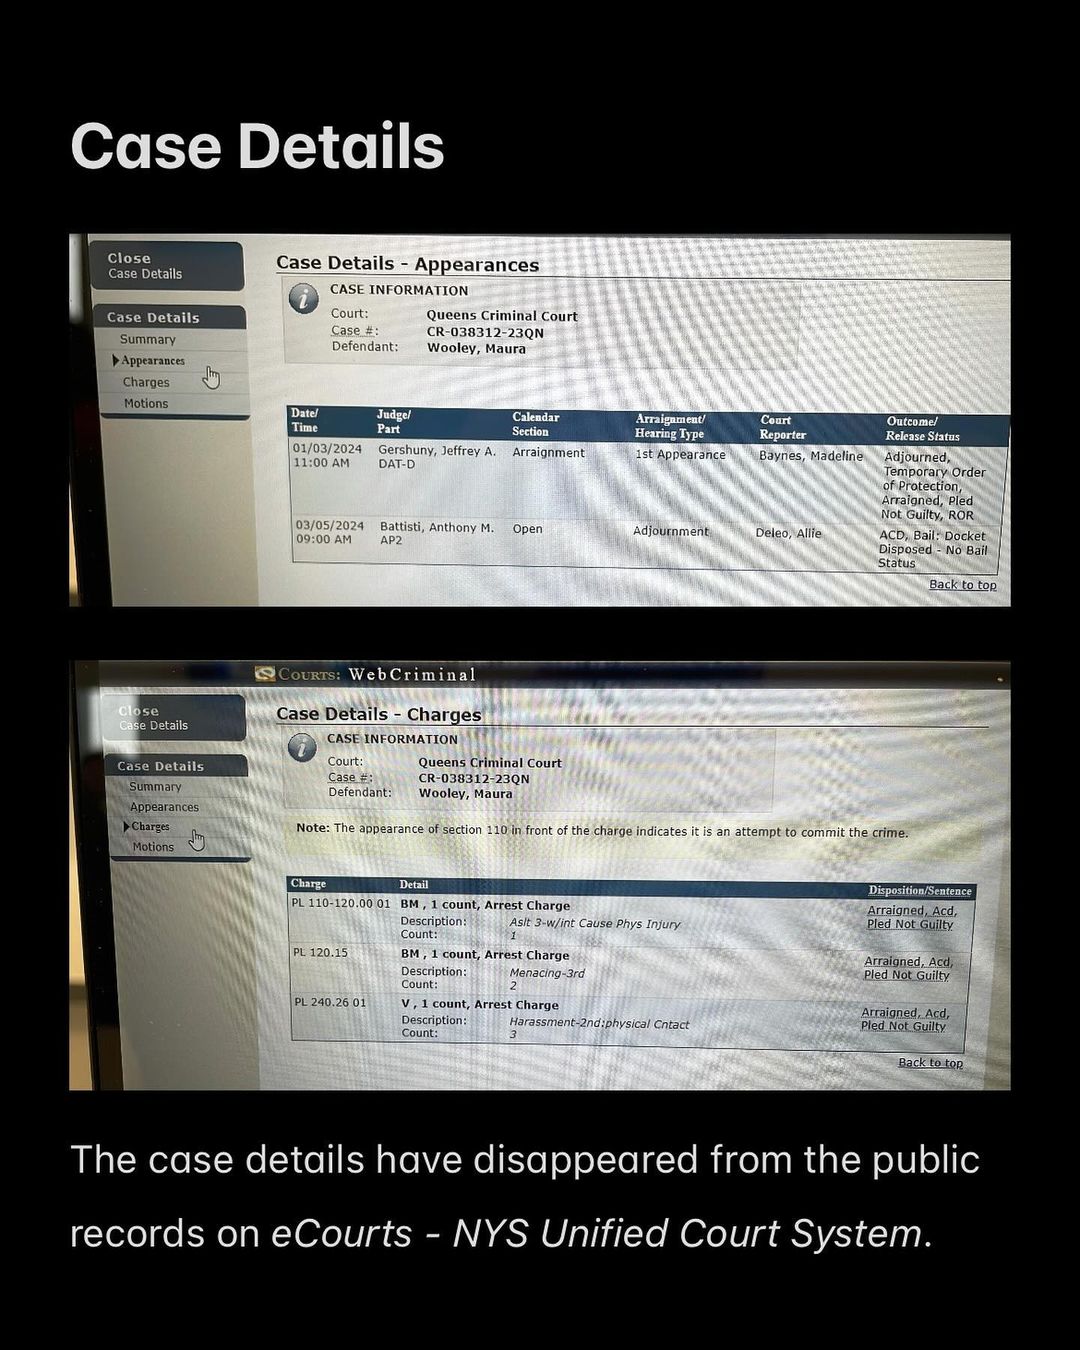 Case Details
Close
Case Details
Case Details
Summary
Appearances
Charges
Motions
Case Details - Appearances
CASE INFORMATION
Court: Queens Criminal Court
Case #: CR-038312-23QN
Defendant: Wooley, Maura
Date/ Time Judge/ Part Calendar Section Arraignment/ Hearing Type Court Reporter Outcome/ Release Status
01/03/2024 11:00 AM Gershuny, Jeffrey A. DAT-D Arraignment 1st Appearance Baynes, Madeline Adjourned, Temporary Order of Protection, Arraigned, Pled Not Guilty, ROR
03/05/2024 09:00 AM Battisti, Anthony M. AP2 Open Adjournment Deleo, Allie ACD, Bail: Docket Disposed - No Bail Status
Back to top
COURTS: WebCriminal
Close
Case Details
Case Details
Summary
Appearances
Charges
Motions
Case Details - Charges
CASE INFORMATION
Court: Queens Criminal Court
Case #: CR-038312-23QN
Defendant: Wooley, Maura
Note: The appearance of section 110 in front of the charge indicates it is an attempt to commit the crime.
Charge Detail Disposition/Sentence
PL 110-120.00 01 BM , 1 count, Arrest Charge Arraigned, Acd,
Description: Aslt 3-w/int Cause Phys Injury Pled Not Guilty
Count: 1
PL 120.15 BM , 1 count, Arrest Charge Arraigned, Acd,
Description: Menacing-3rd Pled Not Guilty
Count: 2
PL 240.26 01 V , 1 count, Arrest Charge Arraigned, Acd,
Description: Harassment-2nd:physical Cntact Pled Not Guilty
Count: 3
Back to top
The case details have disappeared from the public
records on eCourts - NYS Unified Court System.